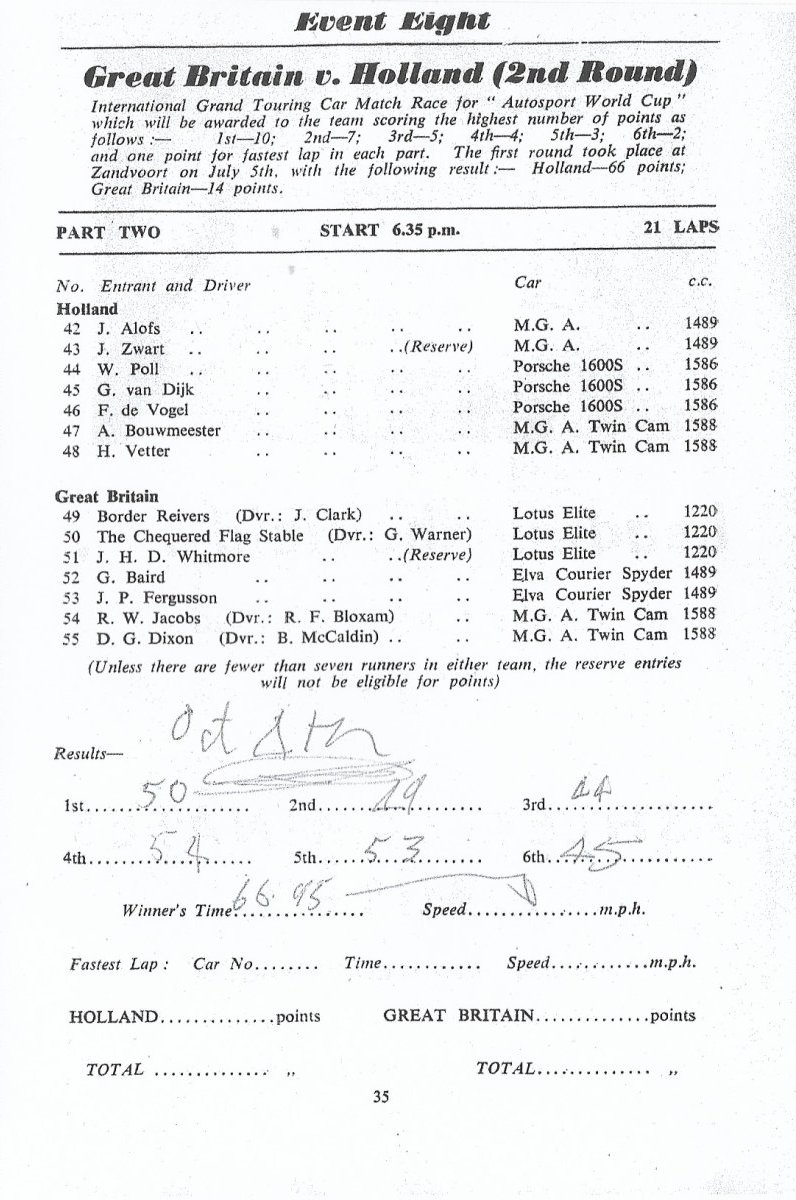 Event Eight
Great Britain v. Holland (2nd Round)
International Grand Touring Car Match Race for " Autosport World Cup "
which will be awarded to the team scoring the highest number of points as
follows :— 1st—10; 2nd—7; 3rd—5; 4th—4; 5th—3; 6th—2;
and one point for fastest lap in each part. The first round took place at
Zandvoort on July 5th, with the following result :— Holland—66 points;
Great Britain—14 points.
PART TWO START 6.35 p.m. 21 LAPS
No. Entrant and Driver Car c.c.
Holland
42 J. Alofs .. .. .. .. .. M.G. A. .. 1489
43 J. Zwart .. .. .. ..(Reserve) M.G. A. .. 1489
44 W. Poll .. .. .. .. .. Porsche 1600S .. 1586
45 G. van Dijk .. .. .. .. Porsche 1600S .. 1586
46 F. de Vogel .. .. .. .. Porsche 1600S .. 1586
47 A. Bouwmeester .. .. .. .. M.G. A. Twin Cam 1588
48 H. Vetter .. .. .. .. M.G. A. Twin Cam 1588
Great Britain
49 Border Reivers (Dvr.: J. Clark) .. .. Lotus Elite .. 1220
50 The Chequered Flag Stable (Dvr.: G. Warner) Lotus Elite .. 1220
51 J. H. D. Whitmore .. ..(Reserve) Lotus Elite .. 1220
52 G. Baird .. .. .. .. Elva Courier Spyder 1489
53 J. P. Fergusson .. .. .. .. Elva Courier Spyder 1489
54 R. W. Jacobs (Dvr.: R. F. Bloxam) .. M.G. A. Twin Cam 1588
55 D. G. Dixon (Dvr.: B. McCaldin) .. .. M.G. A. Twin Cam 1588
(Unless there are fewer than seven runners in either team, the reserve entries
will not be eligible for points)
Results—
1st.....50..... 2nd.....49..... 3rd.....44.....
4th.....54..... 5th.....53..... 6th.....45.....
Winner's Time.66.95............. Speed................m.p.h.
Fastest Lap : Car No........ Time............ Speed............m.p.h.
HOLLAND..............points GREAT BRITAIN..............points
TOTAL .............. „ TOTAL.............. „
35